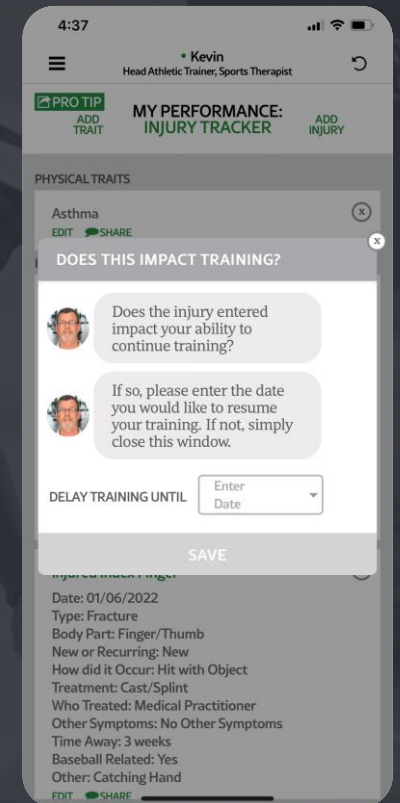 4:37
• Kevin
Head Athletic Trainer, Sports Therapist
PRO TIP
ADD
TRAIT
MY PERFORMANCE:
INJURY TRACKER
ADD
INJURY
PHYSICAL TRAITS
Asthma
x
EDIT SHARE
x
DOES THIS IMPACT TRAINING?
Does the injury entered
impact your ability to
continue training?
If so, please enter the date
you would like to resume
your training. If not, simply
close this window.
DELAY TRAINING UNTIL
Enter
Date
SAVE
Injured Index Finger
Date: 01/06/2022
Type: Fracture
Body Part: Finger/Thumb
New or Recurring: New
How did it Occur: Hit with Object
Treatment: Cast/Splint
Who Treated: Medical Practitioner
Other Symptoms: No Other Symptoms
Time Away: 3 weeks
Baseball Related: Yes
Other: Catching Hand
EDIT SHARE